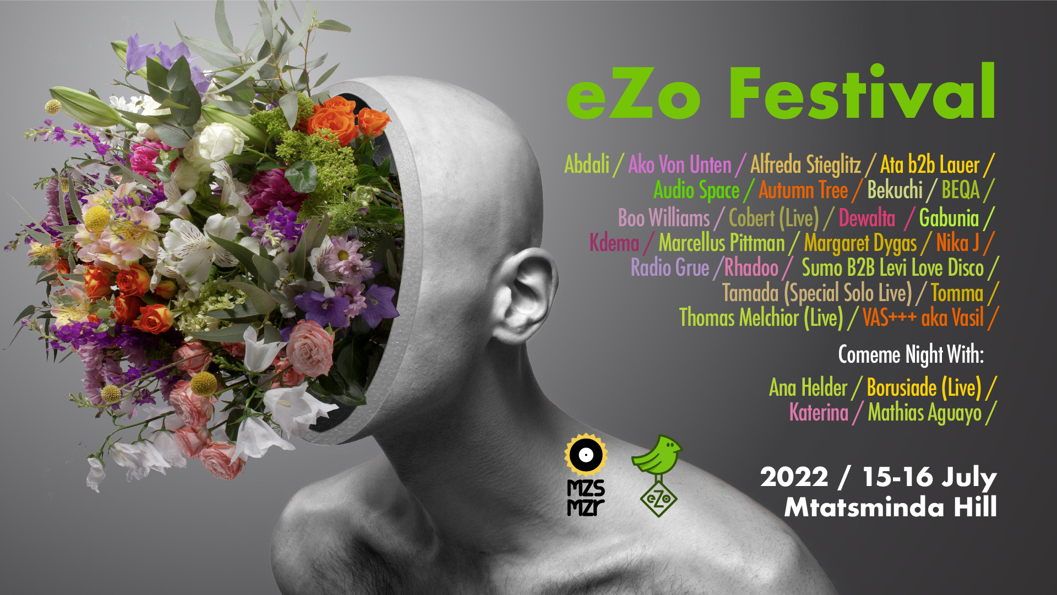 eZo Festival
Abdali / Ako Von Unten / Alfreda Stieglitz / Ata b2b Lauer /
Audio Space / Autumn Tree / Bekuchi / BEQA /
Boo Williams / Cobert (Live) / Dewalta / Gabunia /
Kdema / Marcellus Pittman / Margaret Dygas / Nika J /
Radio Grue /Rhadoo / Sumo B2B Levi Love Disco /
Tamada (Special Solo Live) / Tomma /
Thomas Melchior (Live) / VAS+++ aka Vasil /
Comeme Night With:
Ana Helder / Borusiade (Live) /
Katerina / Mathias Aguayo /
MZS
MZr
eZo
2022 / 15-16 July
Mtatsminda Hill